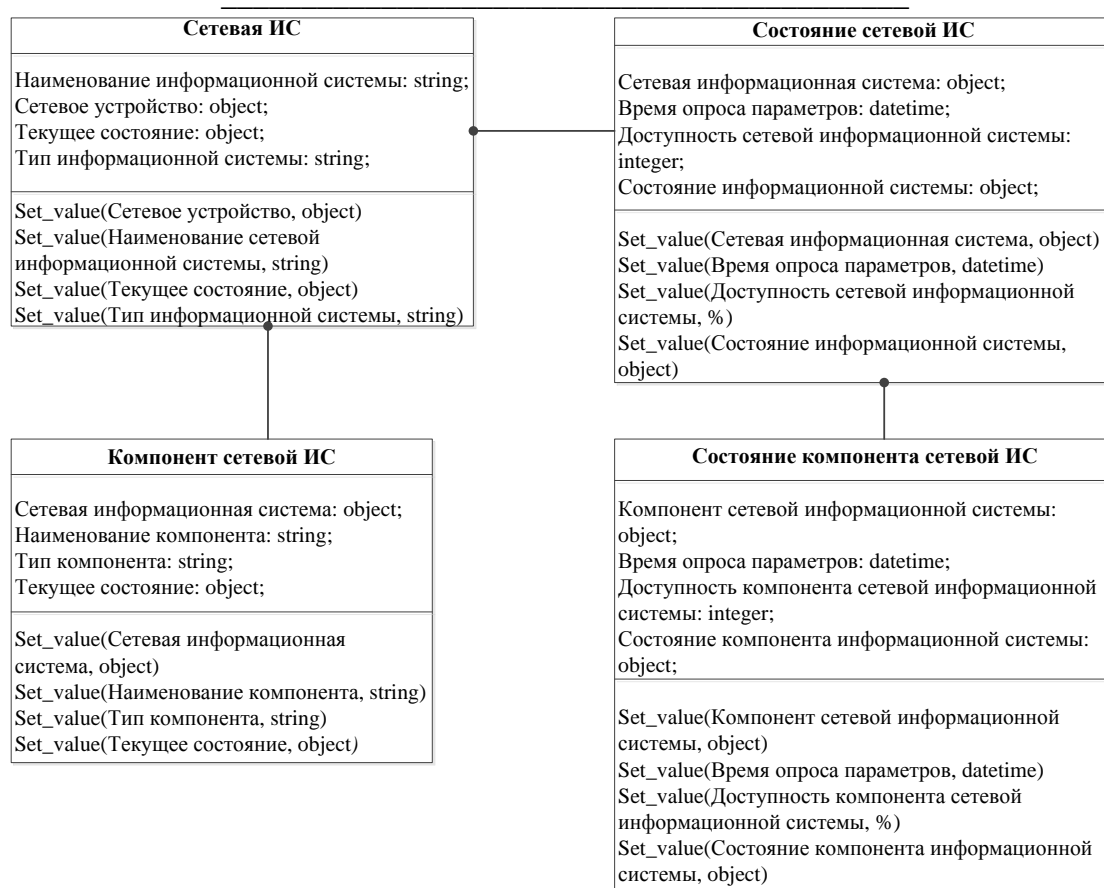 Сетевая ИС
Наименование информационной системы: string;
Сетевое устройство: object;
Текущее состояние: object;
Тип информационной системы: string;
Set_value(Сетевое устройство, object)
Set_value(Наименование сетевой
информационной системы, string)
Set_value(Текущее состояние, object)
Set_value(Тип информационной системы, string)
Состояние сетевой ИС
Сетевая информационная система: object;
Время опроса параметров: datetime;
Доступность сетевой информационной системы:
integer;
Состояние информационной системы: object;
Set_value(Сетевая информационная система, object)
Set_value(Время опроса параметров, datetime)
Set_value(Доступность сетевой информационной
системы, %)
Set_value(Состояние информационной системы,
object)
Компонент сетевой ИС
Сетевая информационная система: object;
Наименование компонента: string;
Тип компонента: string;
Текущее состояние: object;
Set_value(Сетевая информационная
система, object)
Set_value(Наименование компонента, string)
Set_value(Тип компонента, string)
Set_value(Текущее состояние, object)
Состояние компонента сетевой ИС
Компонент сетевой информационной системы:
object;
Время опроса параметров: datetime;
Доступность компонента сетевой информационной
системы: integer;
Состояние компонента информационной системы:
object;
Set_value(Компонент сетевой информационной
системы, object)
Set_value(Время опроса параметров, datetime)
Set_value(Доступность компонента сетевой
информационной системы, %)
Set_value(Состояние компонента информационной
системы, object)